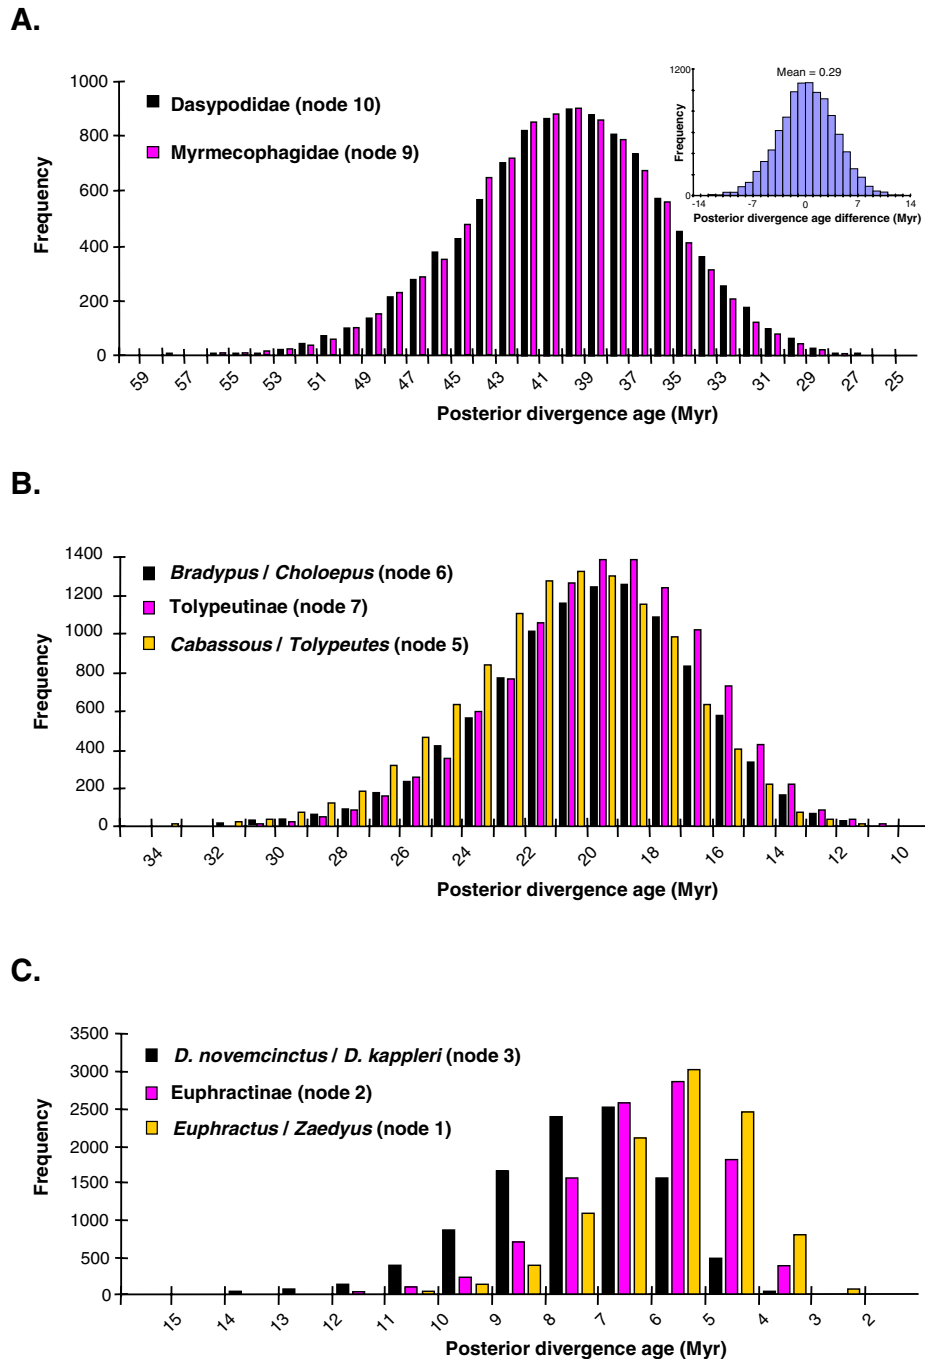 A.
1000
800
600
400
200
0
Frequency
Dasypodidae (node 10)
Myrmecophagidae (node 9)
59 57 55 53 51 49 47 45 43 41 39 37 35 33 31 29 27 25
Posterior divergence age (Myr)
Mean = 0.29
1200
0
Frequency
-14 -7 0 7 14
Posterior divergence age difference (Myr)
B.
1400
1200
1000
800
600
400
200
0
Frequency
Bradypus / Choloepus (node 6)
Tolypeutinae (node 7)
Cabassous / Tolypeutes (node 5)
34 32 30 28 26 24 22 20 18 16 14 12 10
Posterior divergence age (Myr)
C.
3500
3000
2500
2000
1500
1000
500
0
Frequency
D. novemcinctus / D. kappleri (node 3)
Euphractinae (node 2)
Euphractus / Zaedyus (node 1)
15 14 13 12 11 10 9 8 7 6 5 4 3 2
Posterior divergence age (Myr)